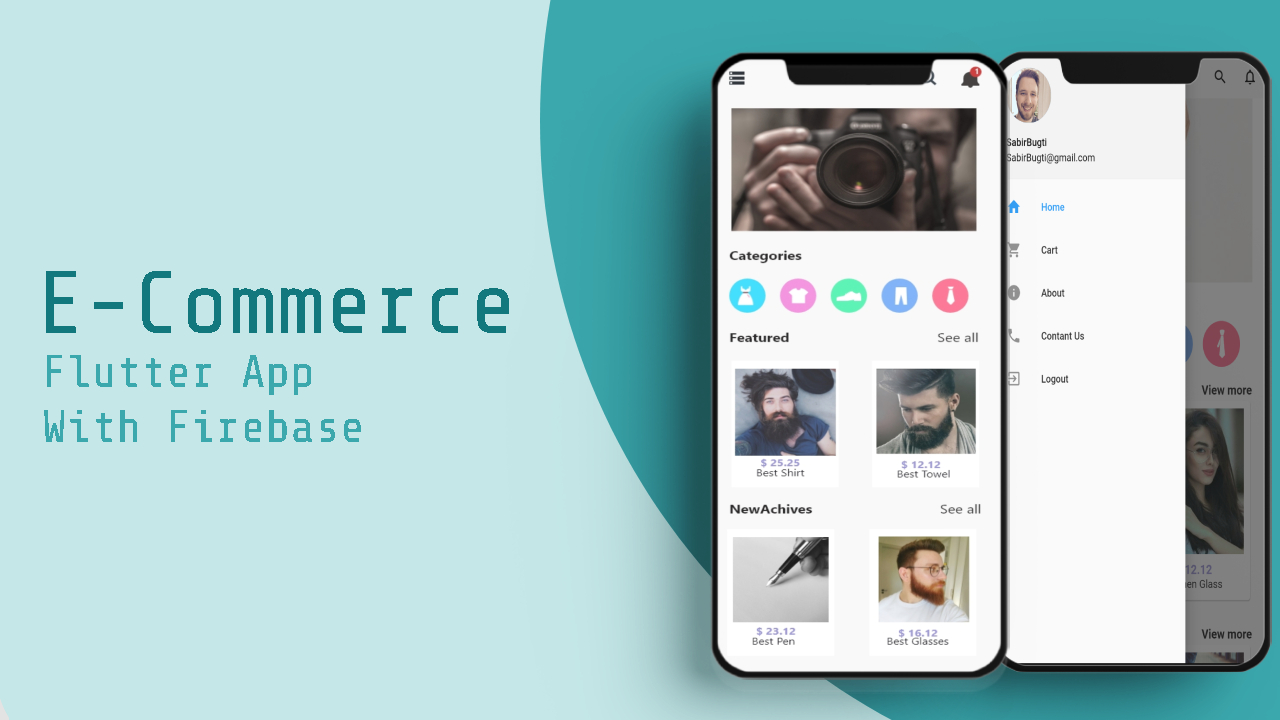 E-Commerce
Flutter App
With Firebase
1
Categories
Featured
See all
$ 25.25
Best Shirt
$ 12.12
Best Towel
NewAchives
See all
$ 23.12
Best Pen
$ 16.12
Best Glasses
SabirBugti
SabirBugti@gmail.com
Home
Cart
About
Contant Us
Logout
View more
12.12
Glass
View more